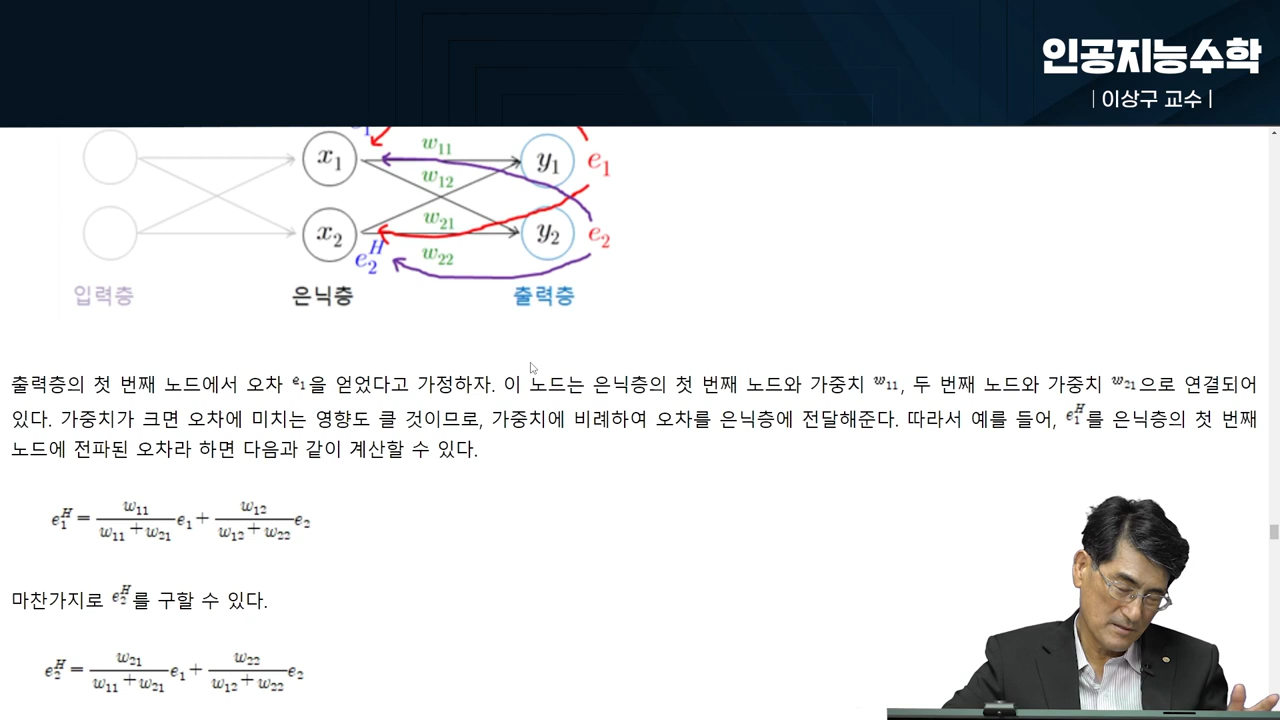 인공지능수학
| 이상구 교수 |
x₁ w₁₁ y₁ e₁
w₁₂
w₂₁
x₂ y₂ e₂
e₂ᴴ w₂₂
입력층 은닉층 출력층
출력층의 첫 번째 노드에서 오차 e₁을 얻었다고 가정하자. 이 노드는 은닉층의 첫 번째 노드와 가중치 w₁₁, 두 번째 노드와 가중치 w₂₁으로 연결되어
있다. 가중치가 크면 오차에 미치는 영향도 클 것이므로, 가중치에 비례하여 오차를 은닉층에 전달해준다. 따라서 예를 들어, e₁ᴴ를 은닉층의 첫 번째
노드에 전파된 오차라 하면 다음과 같이 계산할 수 있다.
e₁ᴴ = w₁₁/(w₁₁+w₂₁) e₁ + w₁₂/(w₁₂+w₂₂) e₂
마찬가지로 e₂ᴴ를 구할 수 있다.
e₂ᴴ = w₂₁/(w₁₁+w₂₁) e₁ + w₂₂/(w₁₂+w₂₂) e₂